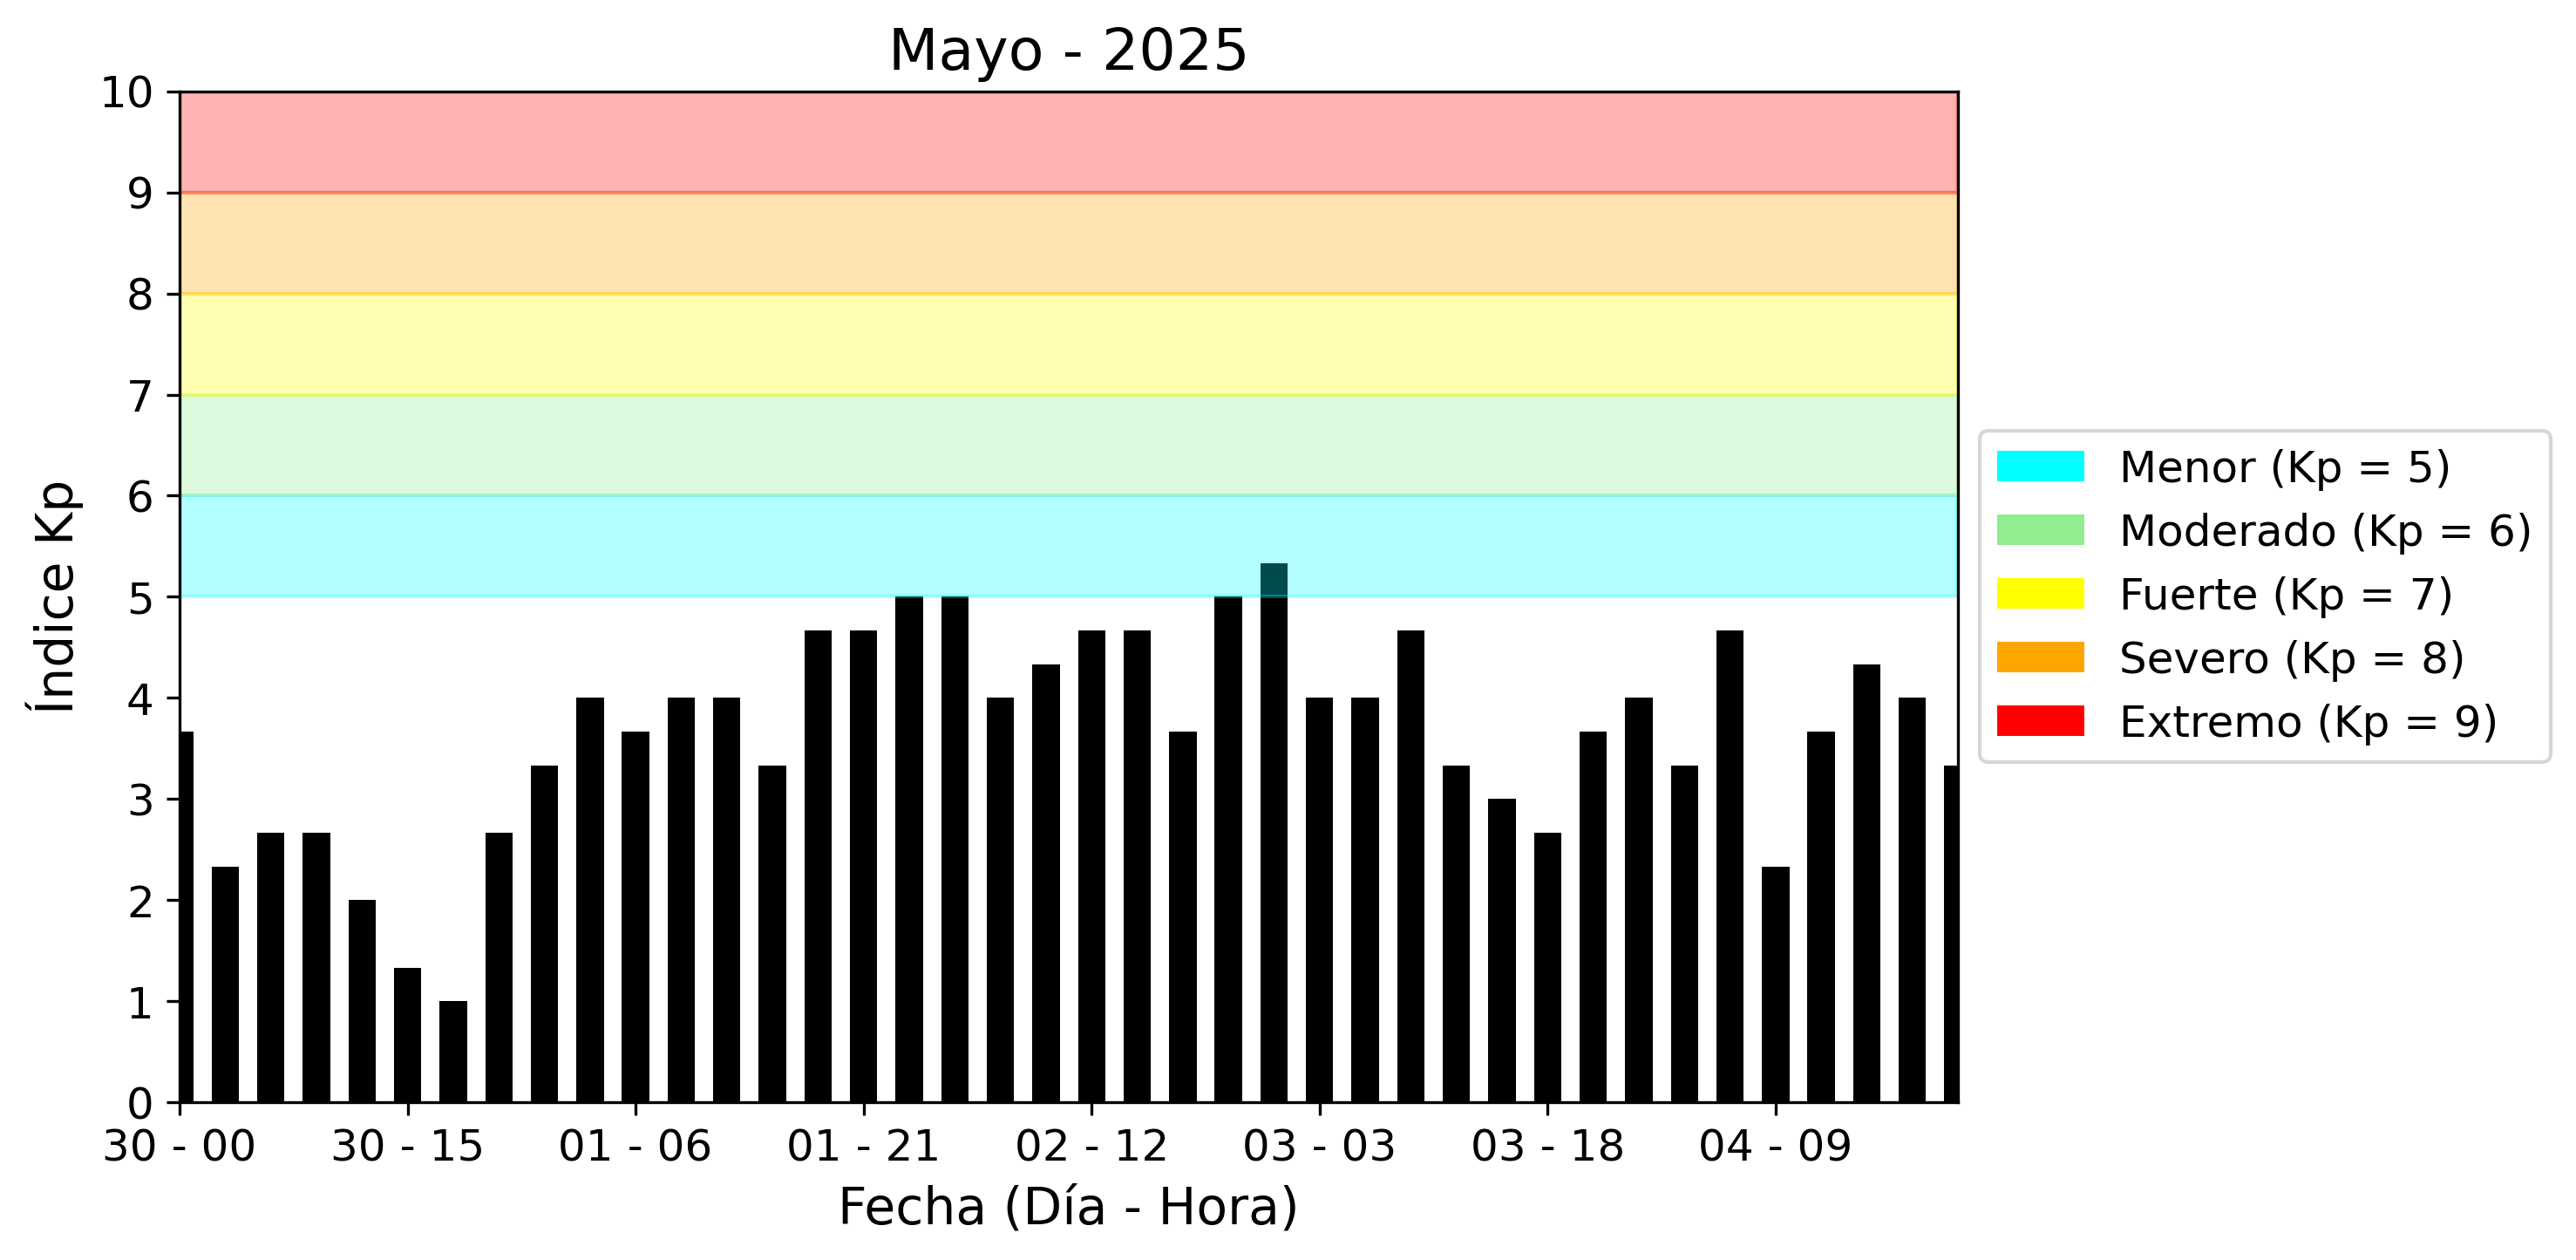 Mayo - 2025
10
9
8
7
6
5
4
3
2
1
0
Índice Kp
30 - 00
30 - 15
01 - 06
01 - 21
02 - 12
03 - 03
03 - 18
04 - 09
Fecha (Día - Hora)
Menor (Kp = 5)
Moderado (Kp = 6)
Fuerte (Kp = 7)
Severo (Kp = 8)
Extremo (Kp = 9)